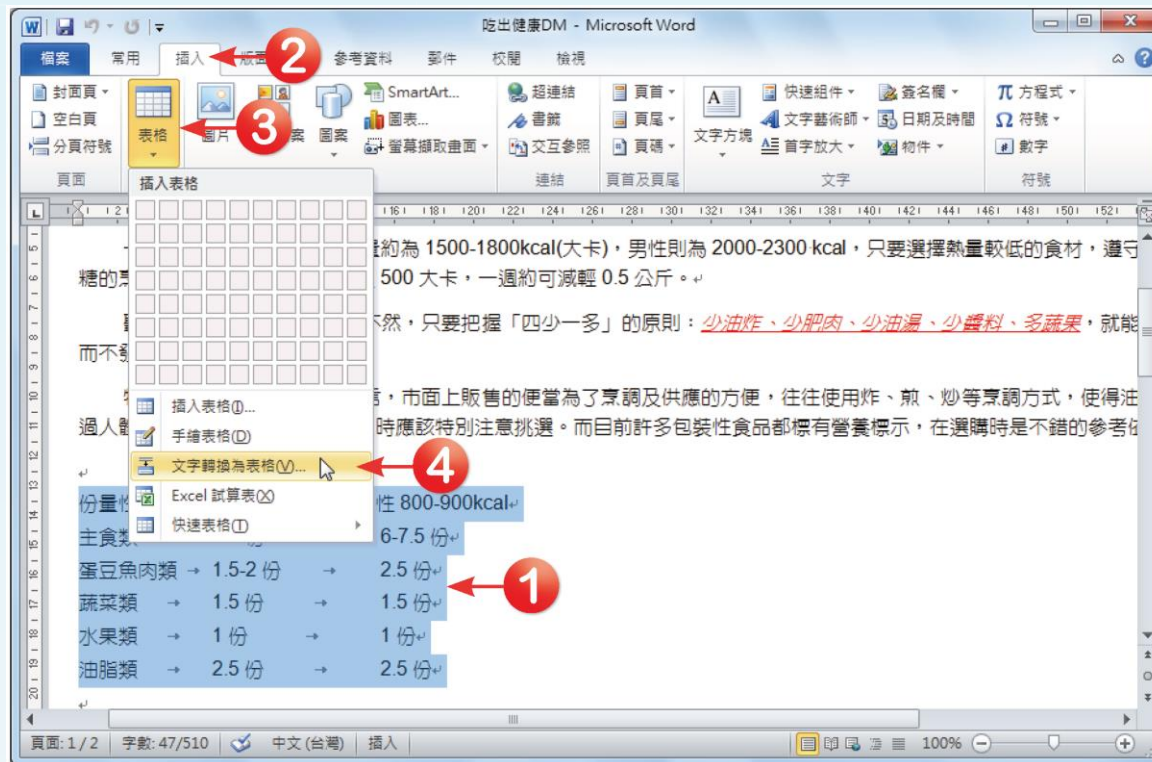 吃出健康DM - Microsoft Word
檔案 常用 插入 版面 2 參考資料 郵件 校閱 檢視
封面頁 SmartArt... 超連結 頁首 快速組件 簽名欄 方程式
空白頁 表格 3 圖片 案 圖案 圖表... 書籤 頁尾 文字方塊 文字藝術師 日期及時間 符號
分頁符號 螢幕擷取畫面 交互參照 頁碼 首字放大 物件 數字
頁面 連結 頁首及頁尾 文字 符號
插入表格
量約為 1500-1800kcal(大卡),男性則為 2000-2300 kcal,只要選擇熱量較低的食材,遵守
糖的烹 500 大卡,一週約可減輕 0.5 公斤。
不然,只要把握「四少一多」的原則:少油炸、少肥肉、少油湯、少醬料、多蔬果,就能
而不發
插入表格(I)...
言,市面上販售的便當為了烹調及供應的方便,往往使用炸、煎、炒等烹調方式,使得油
手繪表格(D)
過人體 時應該特別注意挑選。而目前許多包裝性食品都標有營養標示,在選購時是不錯的參考依
文字轉換為表格(V)... 4
Excel 試算表(X)
份量性 性 800-900kcal
快速表格(T)
主食類 6-7.5 份
蛋豆魚肉類 → 1.5-2 份 → 2.5 份 1
蔬菜類 → 1.5 份 → 1.5 份
水果類 → 1 份 → 1 份
油脂類 → 2.5 份 → 2.5 份
頁面: 1 / 2 字數: 47/510 中文 (台灣) 插入 100%